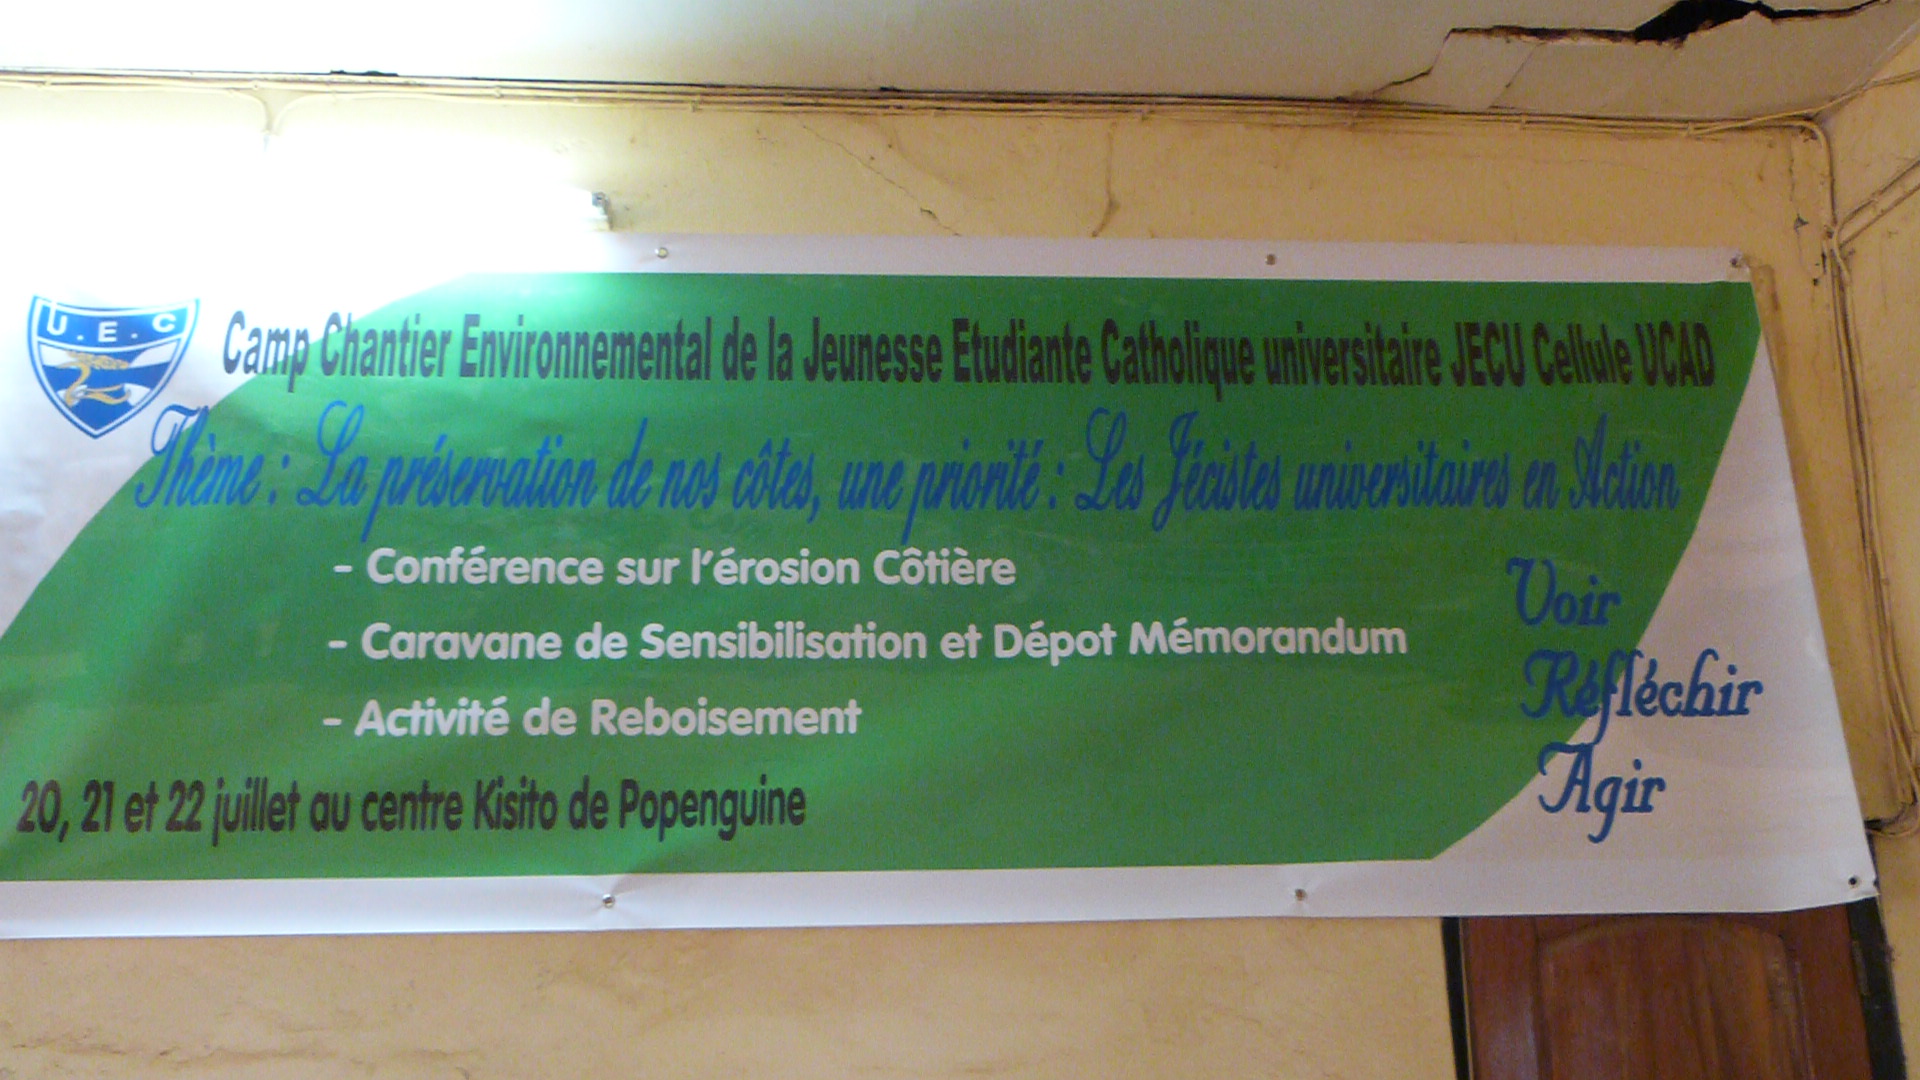 U.E.C
Camp Chantier Environnemental de la Jeunesse Etudiante Catholique universitaire JECU Cellule UCAD
Thème : La préservation de nos côtes, une priorité : Les Jécistes universitaires en Action
- Conférence sur l'érosion Côtière
- Caravane de Sensibilisation et Dépot Mémorandum
- Activité de Reboisement
20, 21 et 22 juillet au centre Kisito de Popenguine
Voir
Réfléchir
Agir